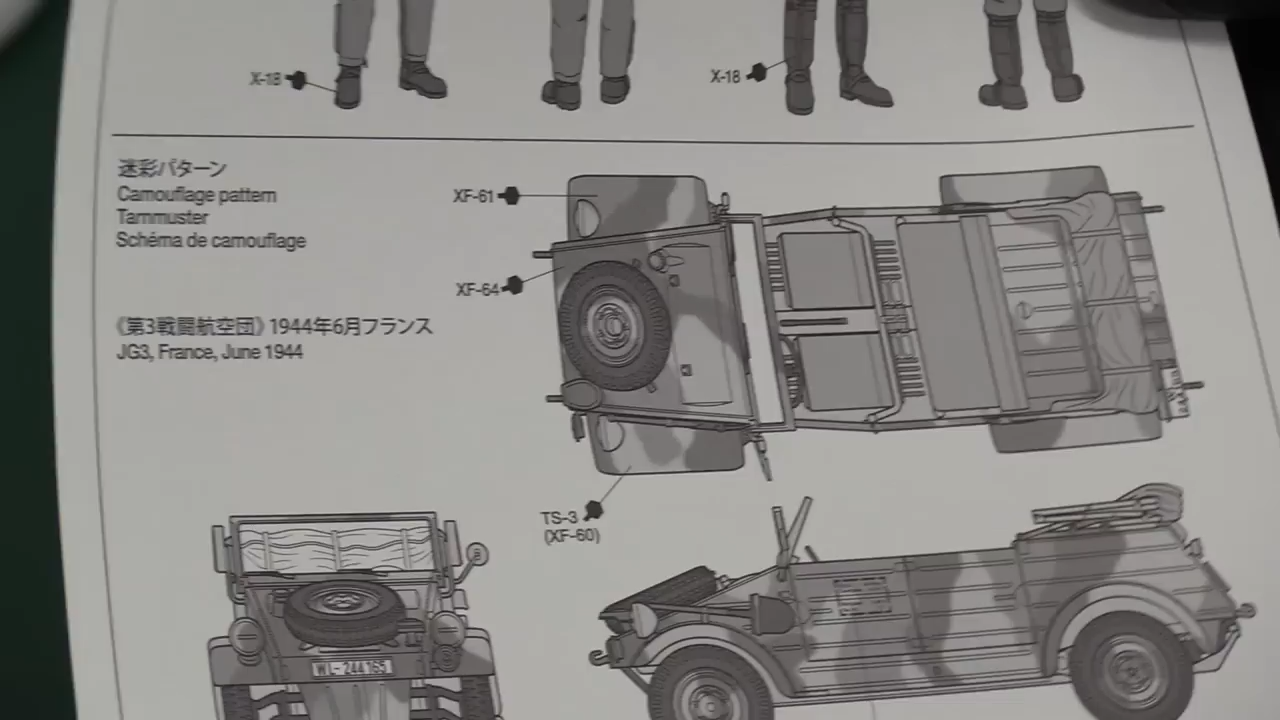 X-18
X-18
迷彩パターン
Camouflage pattern
Tarnmuster
Schéma de camouflage
XF-61
XF-64
《第3戦闘航空団》1944年6月フランス
JG3, France, June 1944
TS-3
(XF-60)
WL-244165